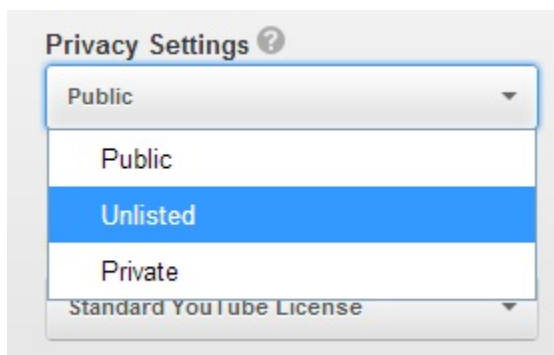 Privacy Settings ?
Public
Public
Unlisted
Private
Standard YouTube License